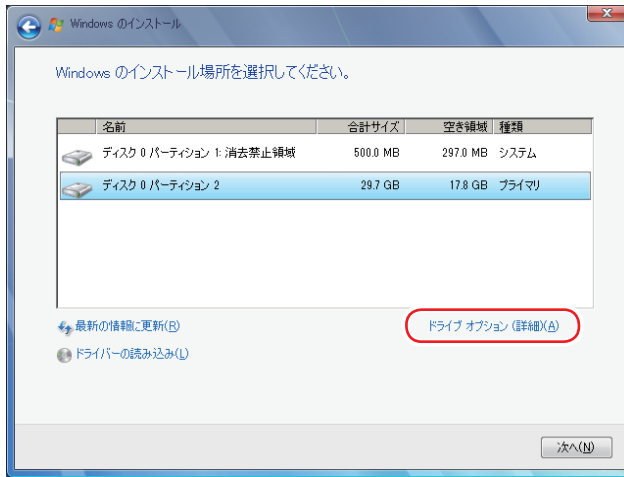 Windows のインストール
Windows のインストール場所を選択してください。
名前 合計サイズ 空き領域 種類
ディスク 0 パーティション 1: 消去禁止領域 500.0 MB 297.0 MB システム
ディスク 0 パーティション 2 29.7 GB 17.8 GB プライマリ
最新の情報に更新(R) ドライブ オプション (詳細)(A)
ドライバーの読み込み(L)
次へ(N)